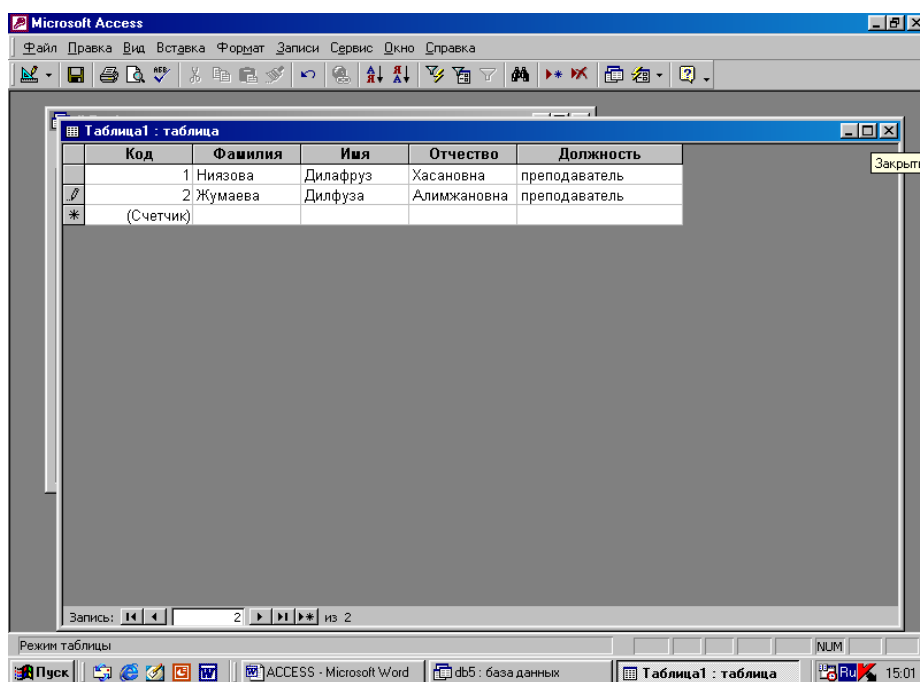 Microsoft Access
Файл Правка Вид Вставка Формат Записи Сервис Окно Справка
Таблица1 : таблица
Код Фамилия Имя Отчество Должность
Закрыт
1 Ниязова Дилафруз Хасановна преподаватель
2 Жумаева Дилфуза Алимжановна преподаватель
(Счетчик)
Запись: 2 из 2
Режим таблицы NUM
Пуск ACCESS - Microsoft Word db5 : база данных Таблица1 : таблица Ru 15:01